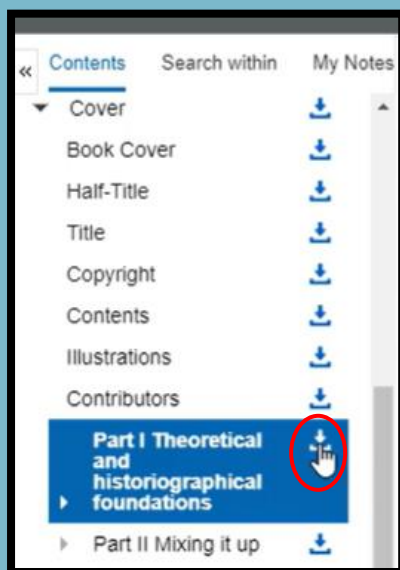 « Contents Search within My Notes
Cover
Book Cover
Half-Title
Title
Copyright
Contents
Illustrations
Contributors
Part I Theoretical
and
historiographical
foundations
Part II Mixing it up